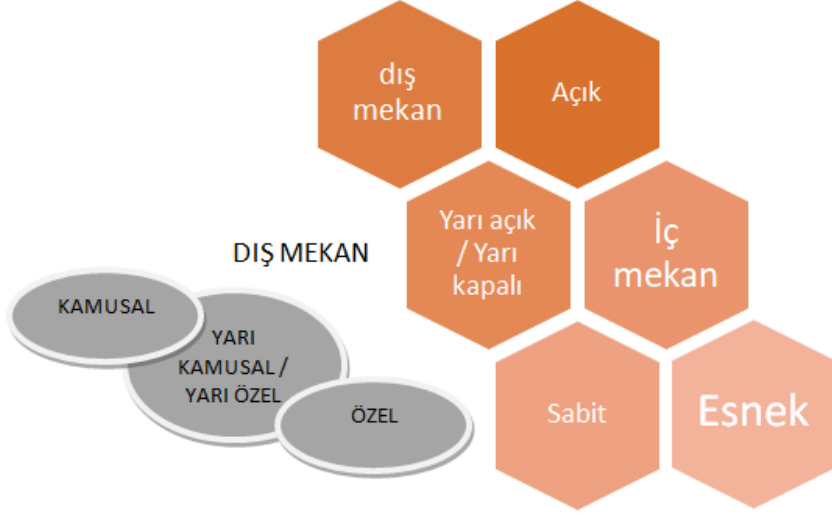 dış
mekan
Açık
Yarı açık
/ Yarı
kapalı
İç
mekan
DIŞ MEKAN
KAMUSAL
YARI
KAMUSAL /
YARI ÖZEL
ÖZEL
Sabit
Esnek